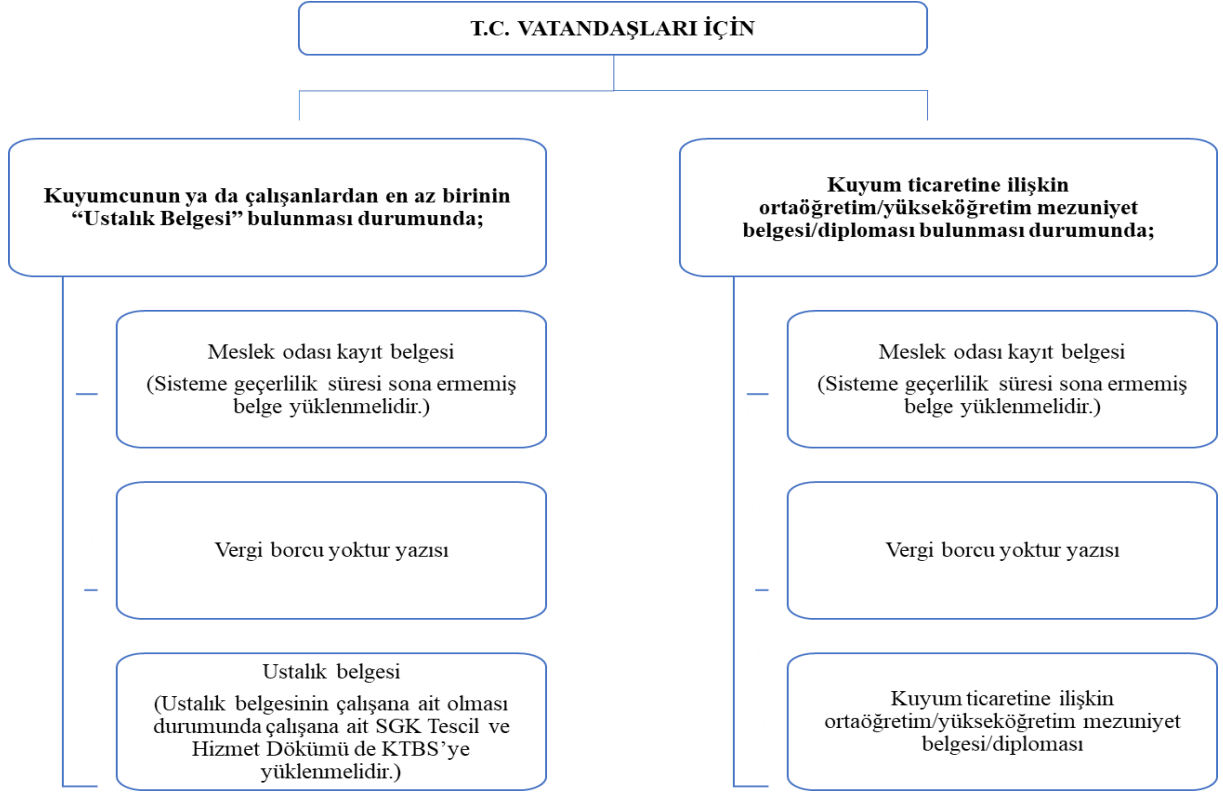 T.C. VATANDAŞLARI İÇİN
Kuyumcunun ya da çalışanlardan en az birinin
“Ustalık Belgesi” bulunması durumunda;
Meslek odası kayıt belgesi
(Sisteme geçerlilik süresi sona ermemiş
belge yüklenmelidir.)
Vergi borcu yoktur yazısı
Ustalık belgesi
(Ustalık belgesinin çalışana ait olması
durumunda çalışana ait SGK Tescil ve
Hizmet Dökümü de KTBS’ye
yüklenmelidir.)
Kuyum ticaretine ilişkin
ortaöğretim/yükseköğretim mezuniyet
belgesi/diploması bulunması durumunda;
Meslek odası kayıt belgesi
(Sisteme geçerlilik süresi sona ermemiş
belge yüklenmelidir.)
Vergi borcu yoktur yazısı
Kuyum ticaretine ilişkin
ortaöğretim/yükseköğretim mezuniyet
belgesi/diploması